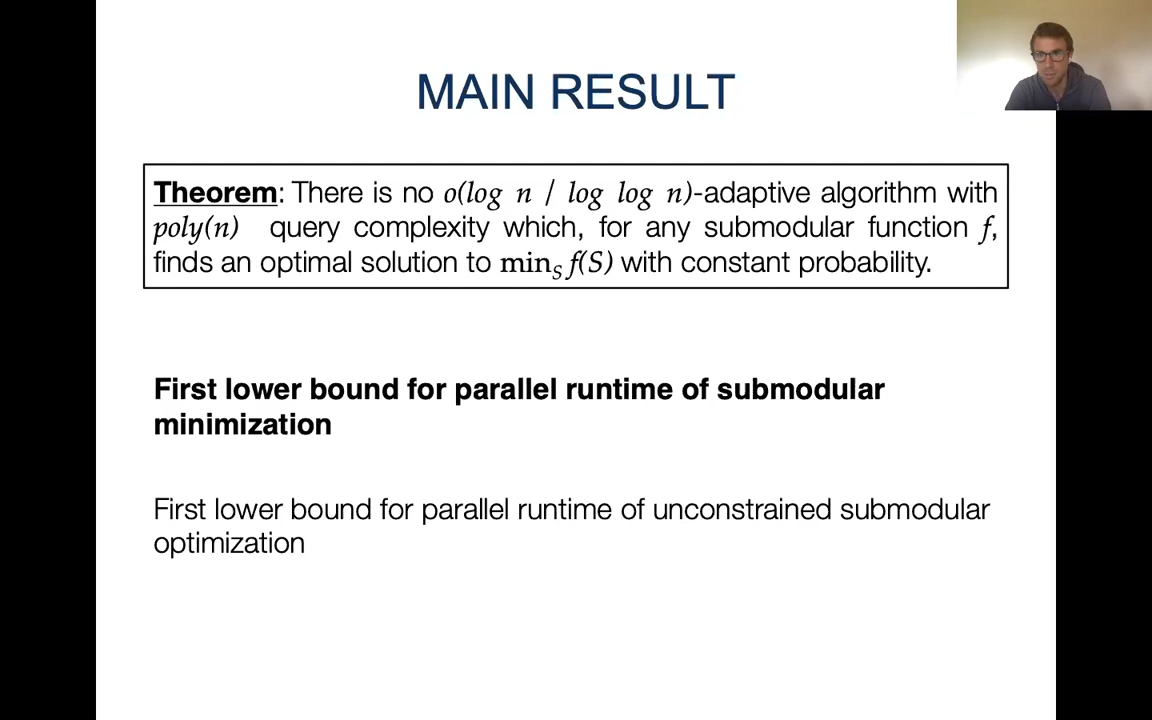 MAIN RESULT
Theorem: There is no o(log n / log log n)-adaptive algorithm with
poly(n) query complexity which, for any submodular function f,
finds an optimal solution to min_S f(S) with constant probability.
First lower bound for parallel runtime of submodular
minimization
First lower bound for parallel runtime of unconstrained submodular
optimization